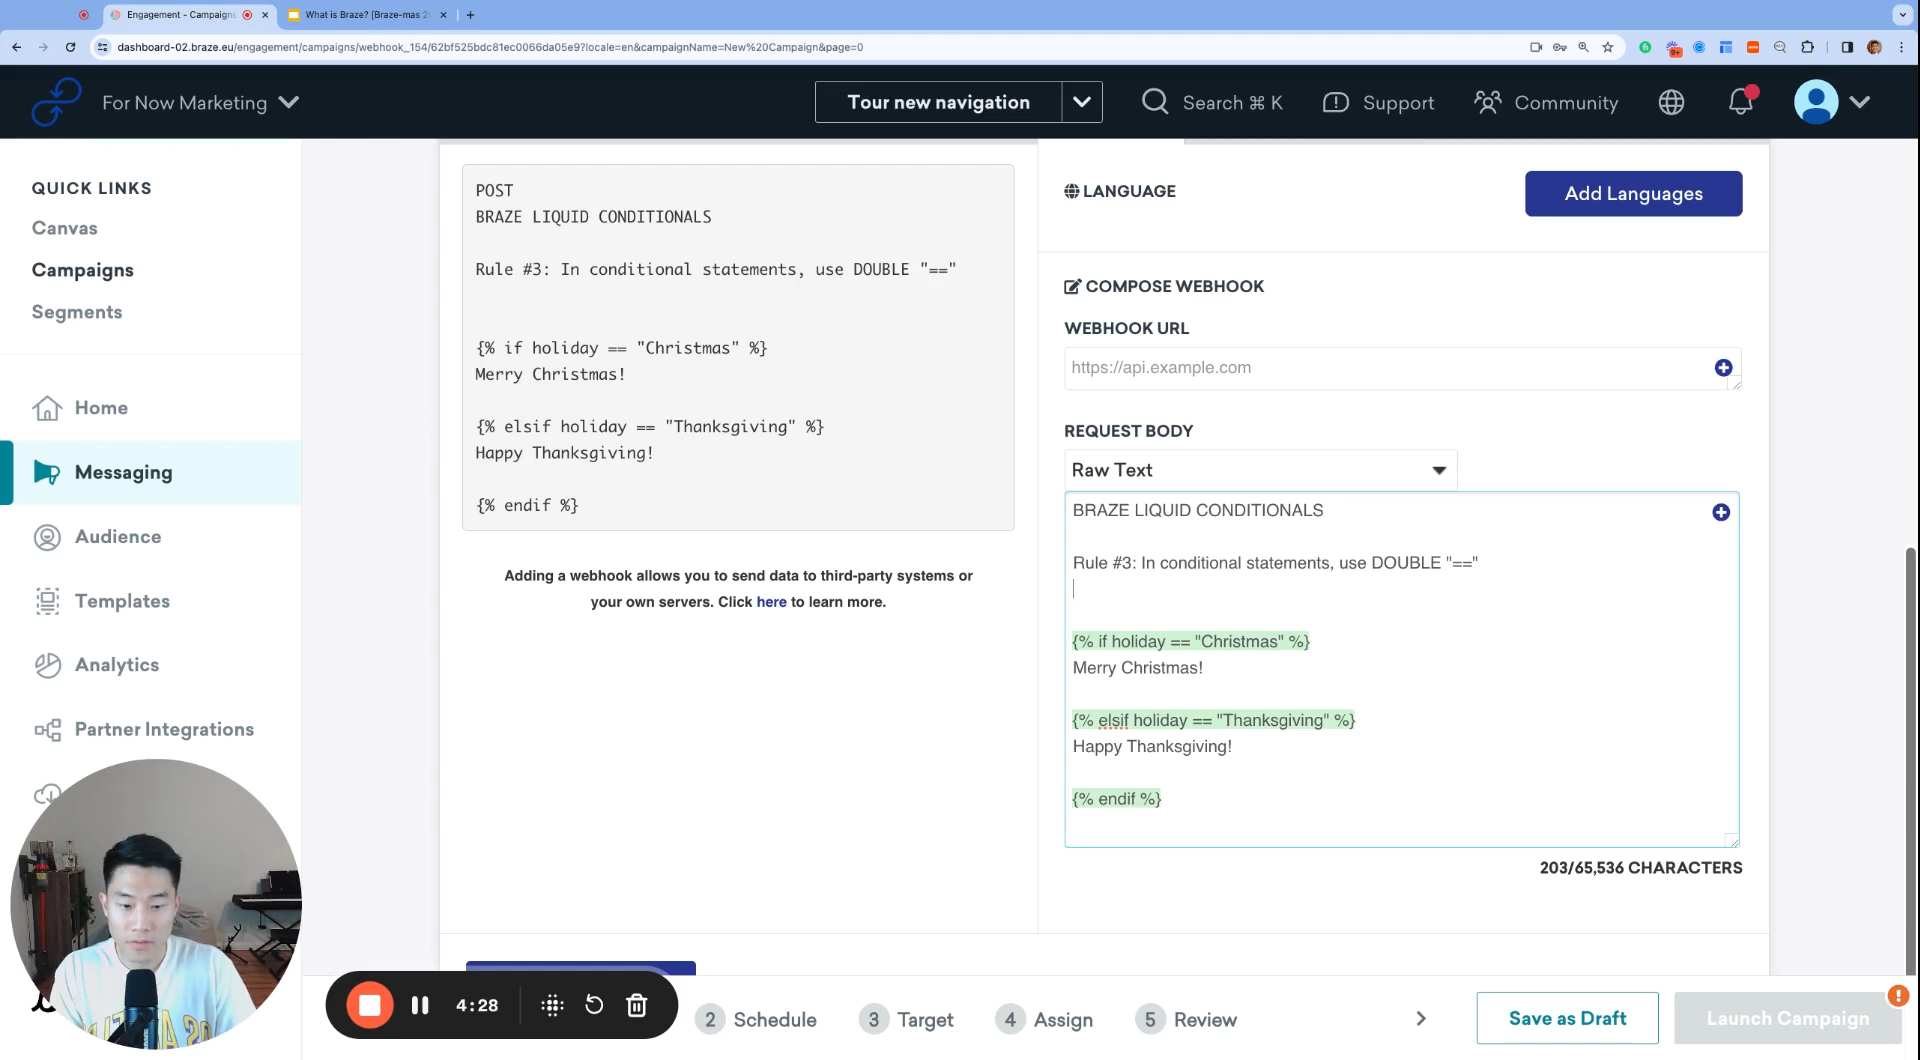 Engagement - Campaigns
What is Braze? [Braze-mas 2
dashboard-02.braze.eu/engagement/campaigns/webhook_154/62bf525bdc81ec0066da05e9?locale=en&campaignName=New%20Campaign&page=0
9+
For Now Marketing
Tour new navigation
Search ⌘ K
Support
Community
QUICK LINKS
Canvas
Campaigns
Segments
Home
Messaging
Audience
Templates
Analytics
Partner Integrations
POST
BRAZE LIQUID CONDITIONALS
Rule #3: In conditional statements, use DOUBLE "=="
{% if holiday == "Christmas" %}
Merry Christmas!
{% elsif holiday == "Thanksgiving" %}
Happy Thanksgiving!
{% endif %}
Adding a webhook allows you to send data to third-party systems or
your own servers. Click here to learn more.
LANGUAGE
Add Languages
COMPOSE WEBHOOK
WEBHOOK URL
https://api.example.com
REQUEST BODY
Raw Text
BRAZE LIQUID CONDITIONALS
Rule #3: In conditional statements, use DOUBLE "=="
{% if holiday == "Christmas" %}
Merry Christmas!
{% elsif holiday == "Thanksgiving" %}
Happy Thanksgiving!
{% endif %}
203/65,536 CHARACTERS
4:28
2 Schedule
3 Target
4 Assign
5 Review
Save as Draft
Launch Campaign